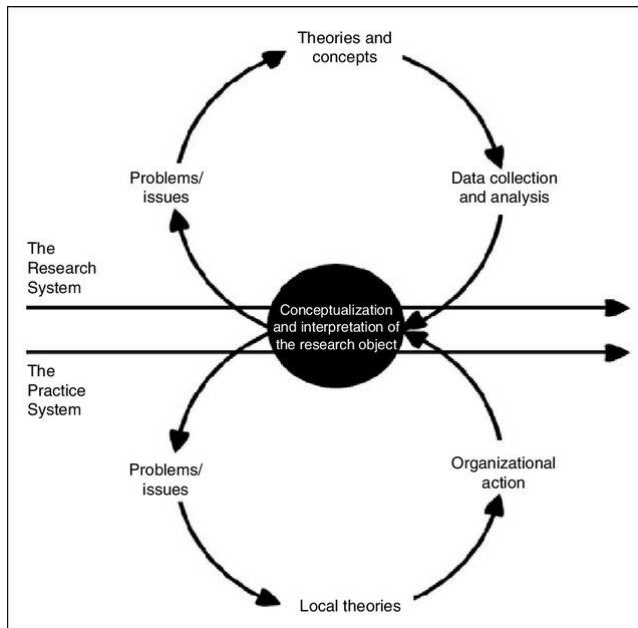 Theories and
concepts
Problems/
issues
Data collection
and analysis
The
Research
System
Conceptualization
and interpretation of
the research object
The
Practice
System
Problems/
issues
Organizational
action
Local theories